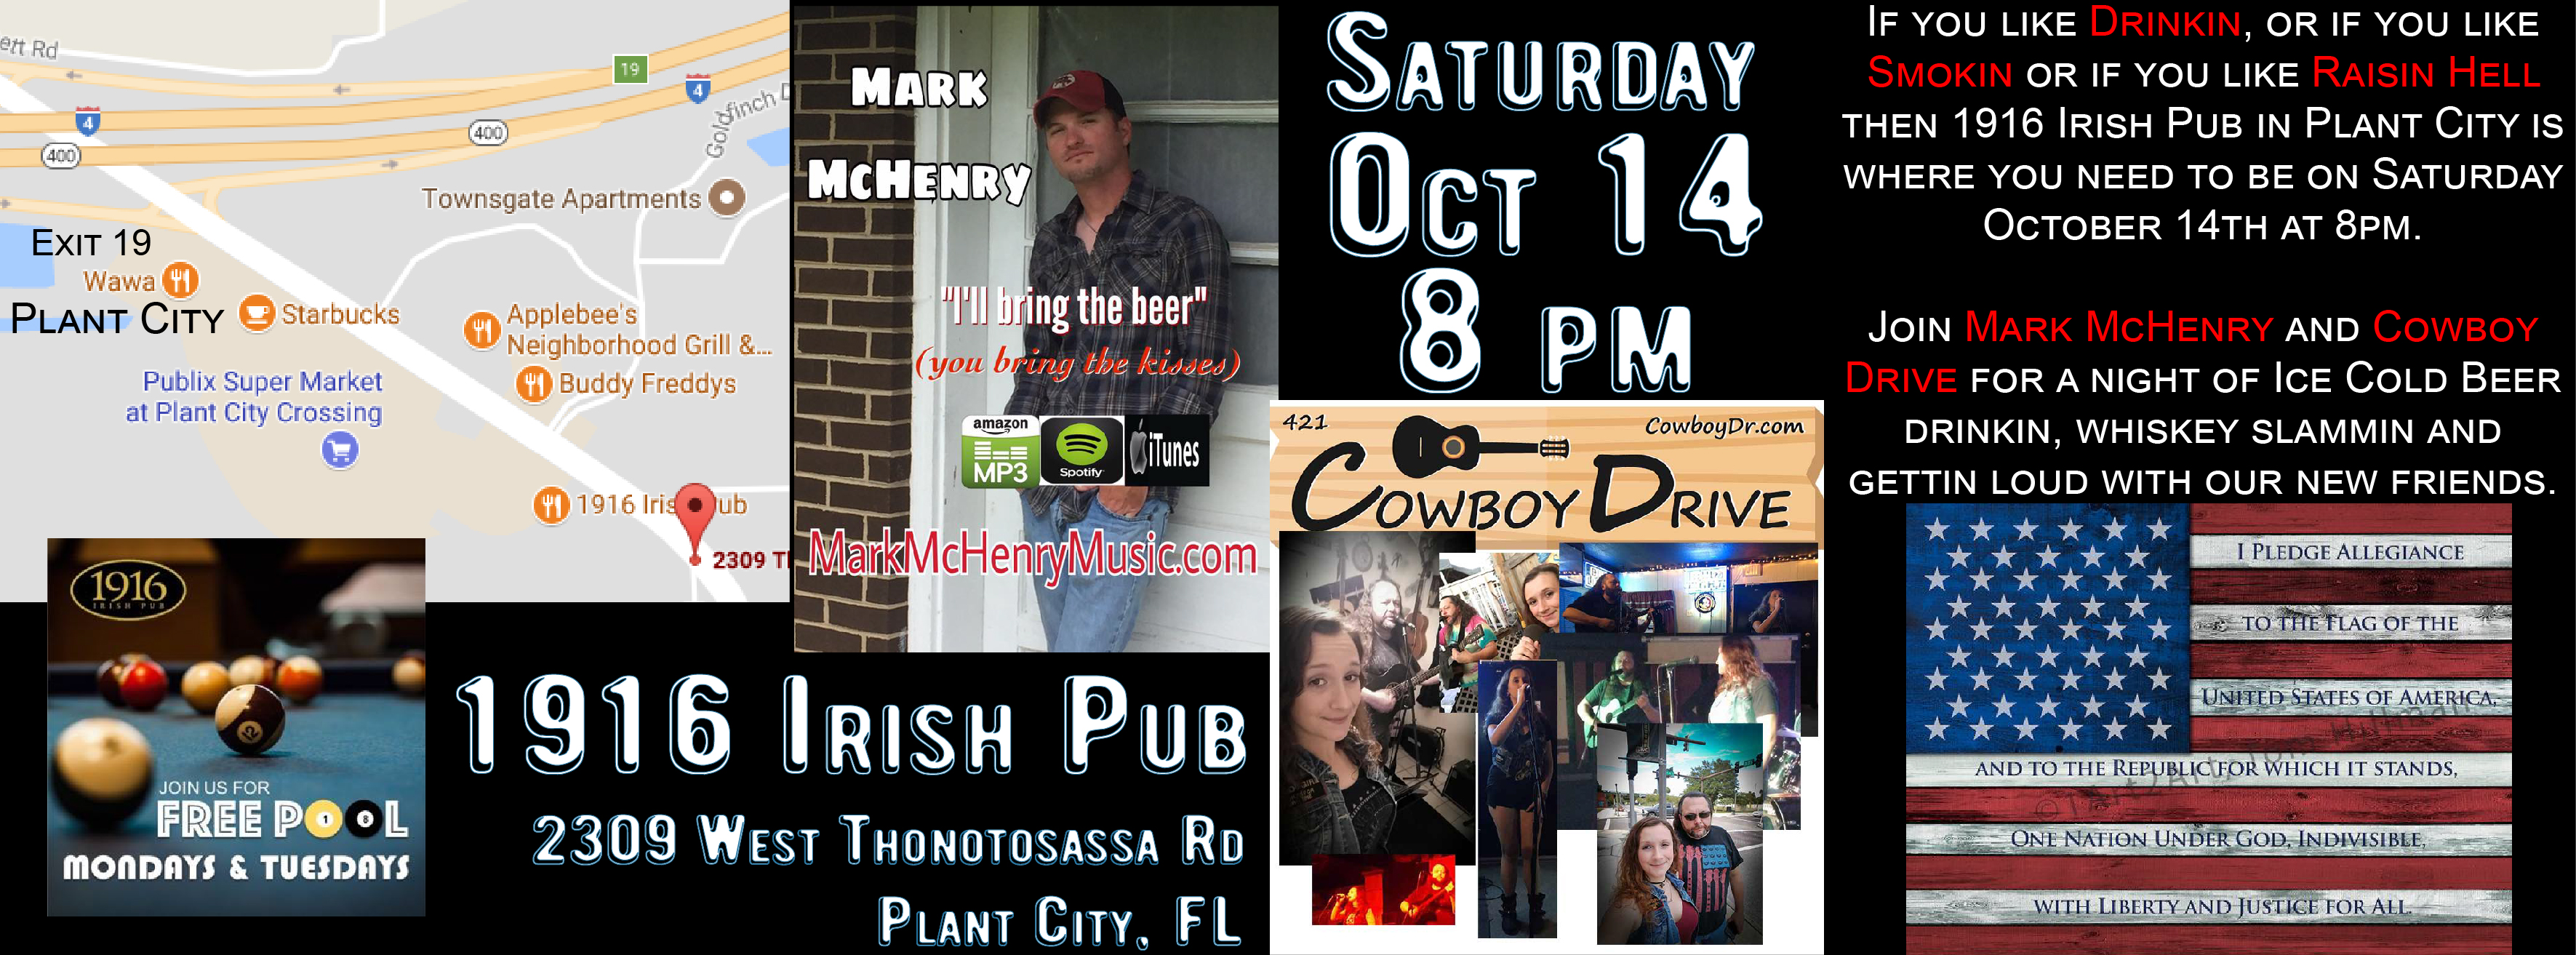 ett Rd
19
4
4
400
400
Goldfinch D
Townsgate Apartments
Exit 19
Wawa
Plant City
Starbucks
Applebee's
Neighborhood Grill &...
Buddy Freddys
Publix Super Market
at Plant City Crossing
1916 Iris ub
2309 Th
1916
IRISH PUB
JOIN US FOR
FREE POOL
MONDAYS & TUESDAYS
Mark
McHenry
"I'll bring the beer"
(you bring the kisses)
amazon
MP3
Spotify
iTunes
MarkMcHenryMusic.com
1916 Irish Pub
2309 West Thonotosassa Rd
Plant City, FL
Saturday
Oct 14
8 pm
421
CowboyDr.com
Cowboy Drive
If you like Drinkin, or if you like
Smokin or if you like Raisin Hell
then 1916 Irish Pub in Plant City is
where you need to be on Saturday
October 14th at 8pm.
Join Mark McHenry and Cowboy
Drive for a night of Ice Cold Beer
drinkin, whiskey slammin and
gettin loud with our new friends.
I Pledge Allegiance
to the Flag of the
United States of America,
and to the Republic for which it stands,
One Nation Under God, Indivisible,
with Liberty and Justice for All.